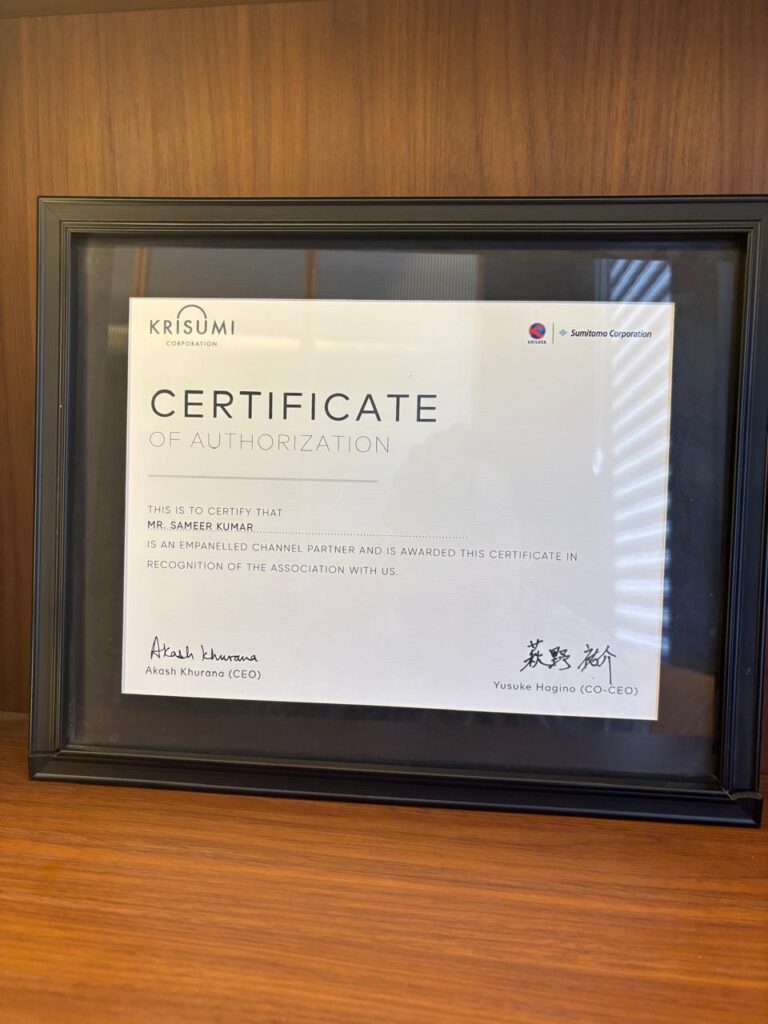 KRISUMI
CORPORATION
KRISHNA
Sumitomo Corporation
CERTIFICATE
OF AUTHORIZATION
THIS IS TO CERTIFY THAT
MR. SAMEER KUMAR
IS AN EMPANELLED CHANNEL PARTNER AND IS AWARDED THIS CERTIFICATE IN
RECOGNITION OF THE ASSOCIATION WITH US.
Akash Khurana
萩野 祐介
Akash Khurana (CEO)
Yusuke Hagino (CO-CEO)